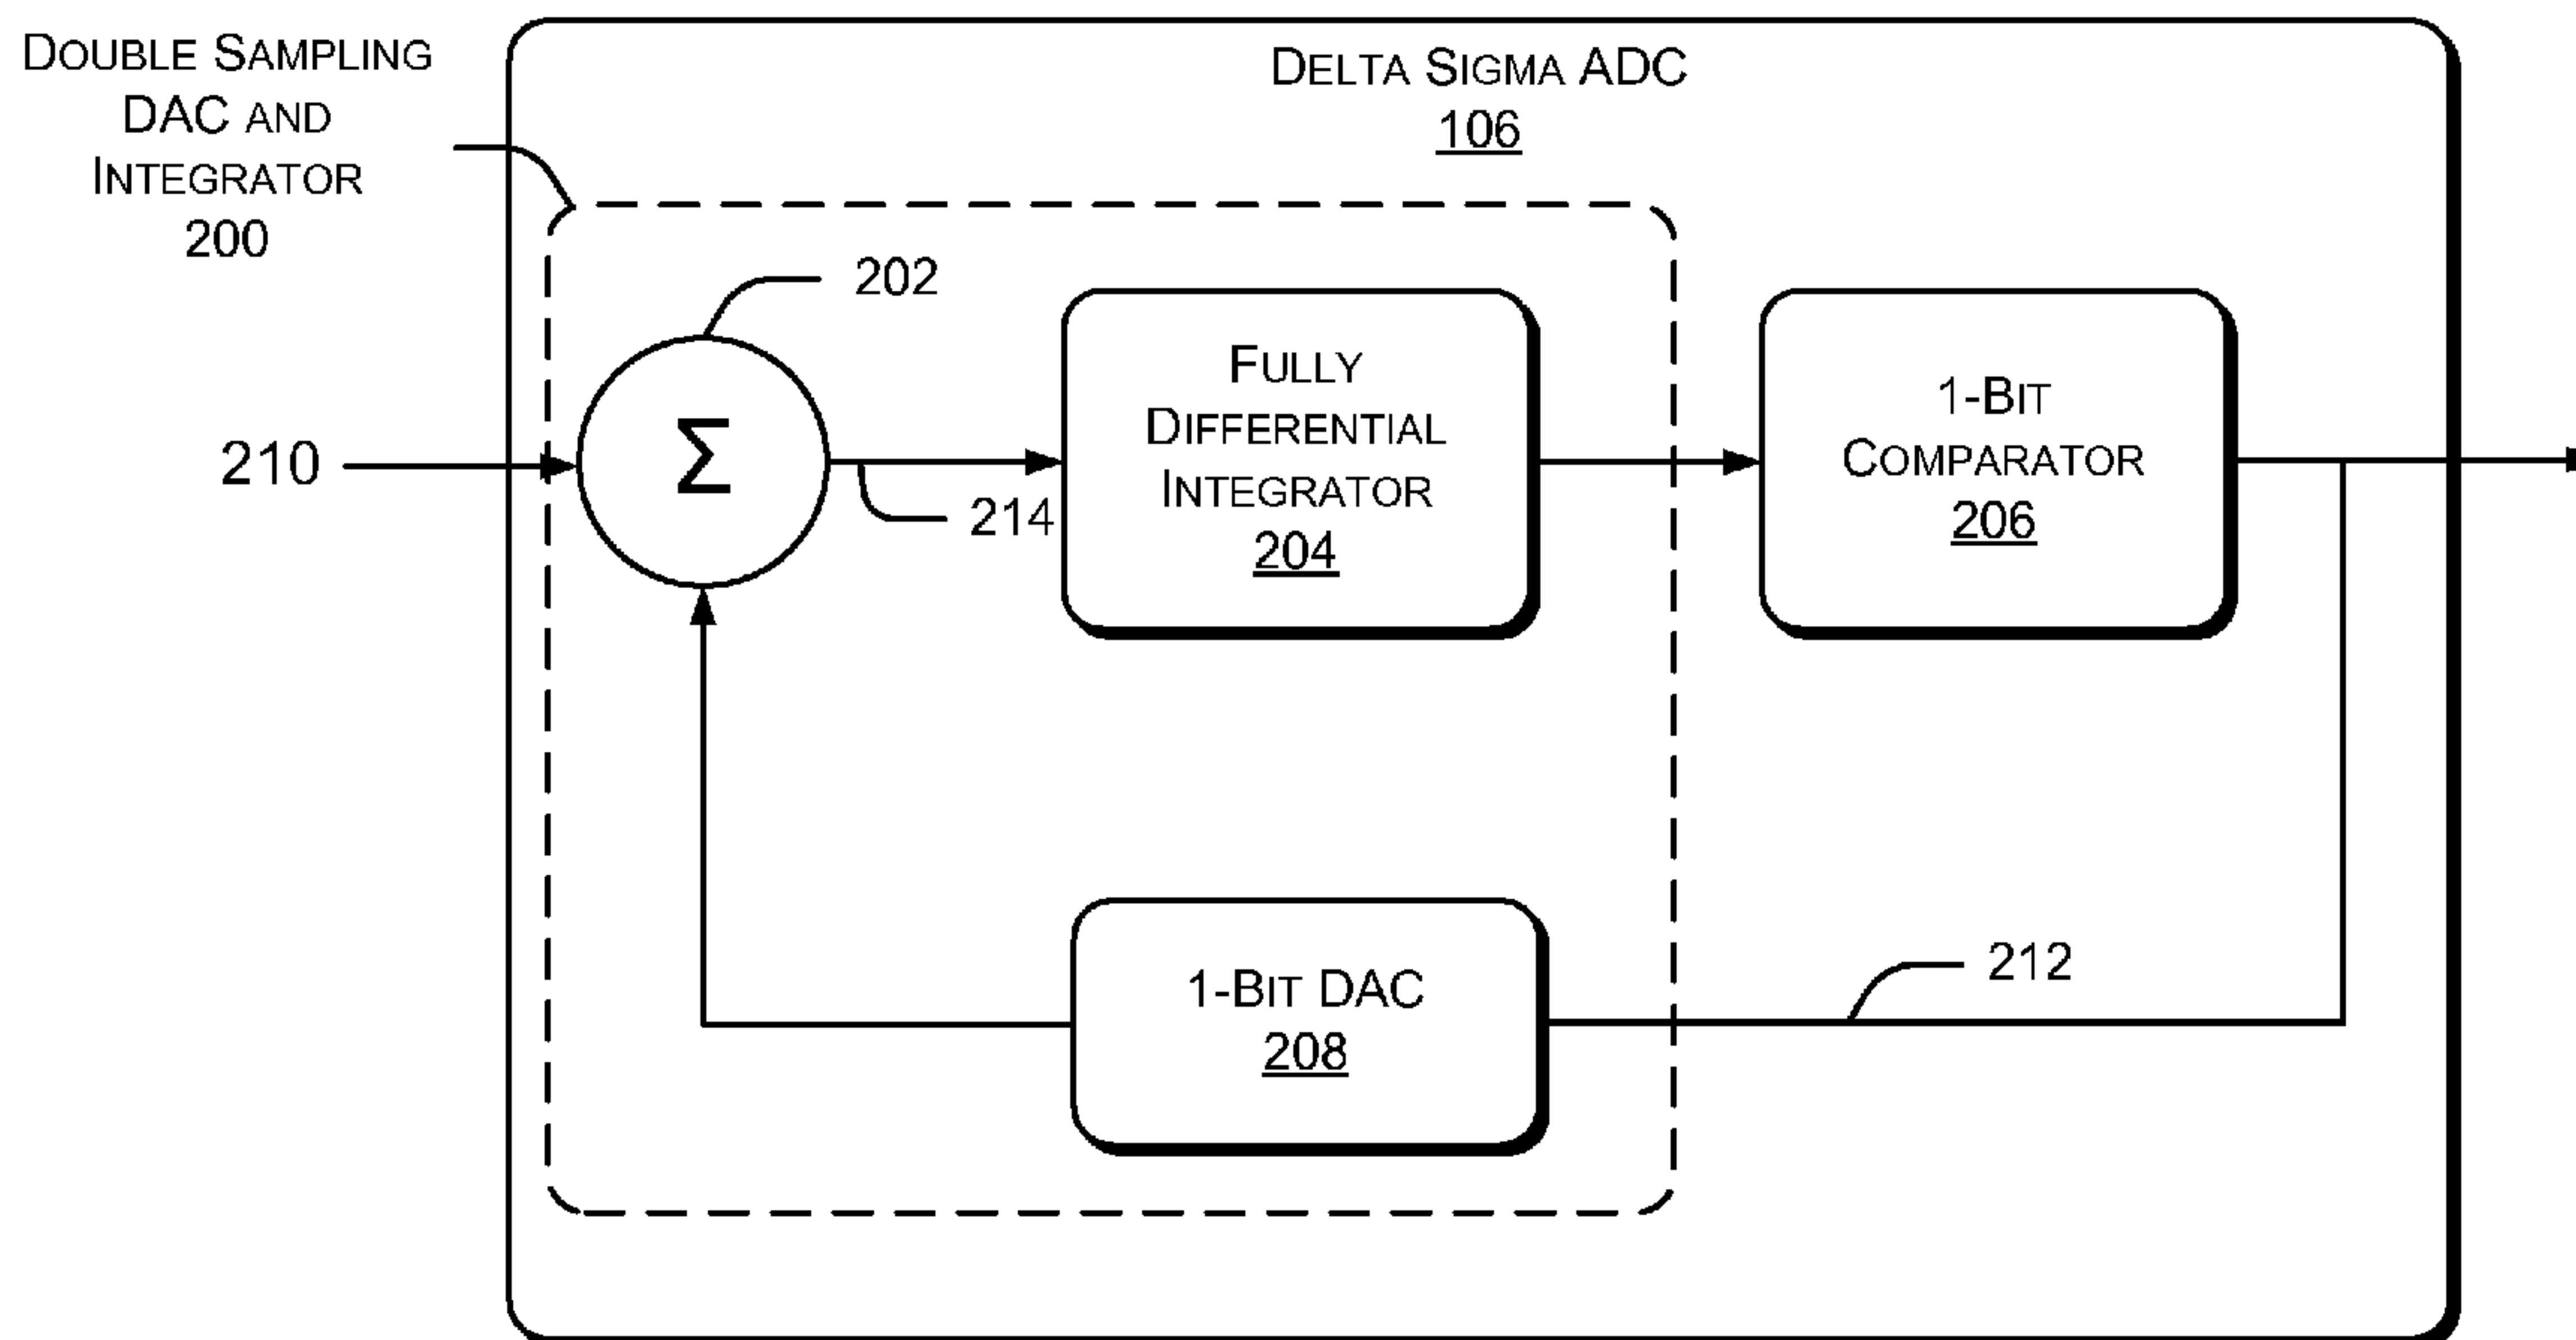 DOUBLE SAMPLING
DAC AND
INTEGRATOR
200
DELTA SIGMA ADC
106
202
Σ
210
214
FULLY
DIFFERENTIAL
INTEGRATOR
204
1-BIT
COMPARATOR
206
1-BIT DAC
208
212